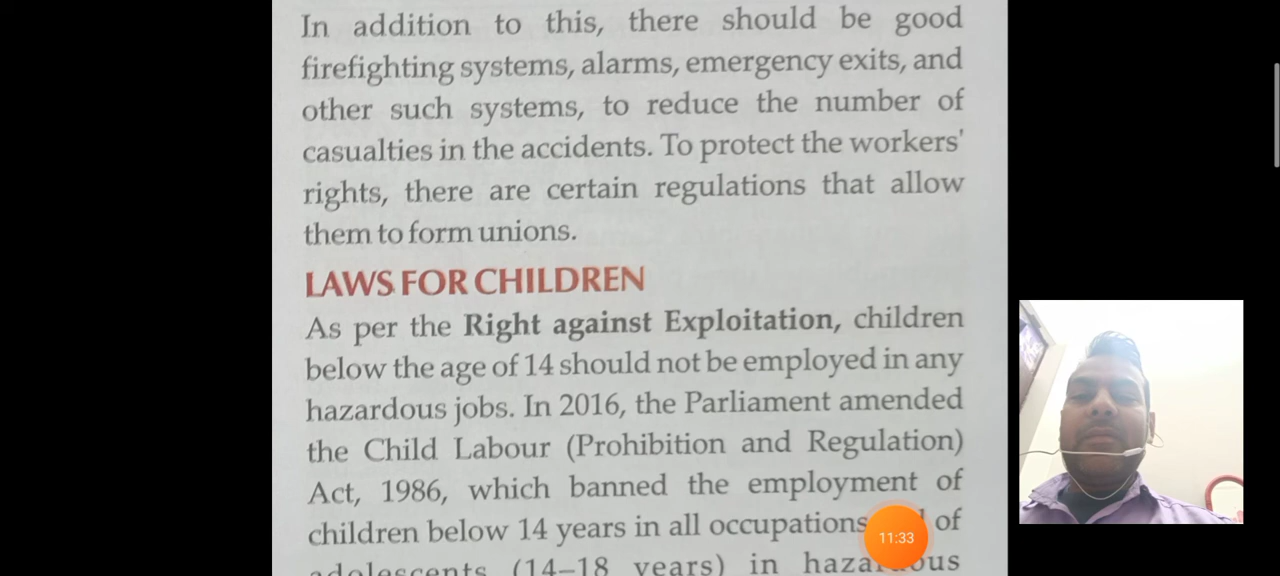 In addition to this, there should be good
firefighting systems, alarms, emergency exits, and
other such systems, to reduce the number of
casualties in the accidents. To protect the workers'
rights, there are certain regulations that allow
them to form unions.
LAWS FOR CHILDREN
As per the Right against Exploitation, children
below the age of 14 should not be employed in any
hazardous jobs. In 2016, the Parliament amended
the Child Labour (Prohibition and Regulation)
Act, 1986, which banned the employment of
children below 14 years in all occupations of
adolescents (14–18 years) in
11:33